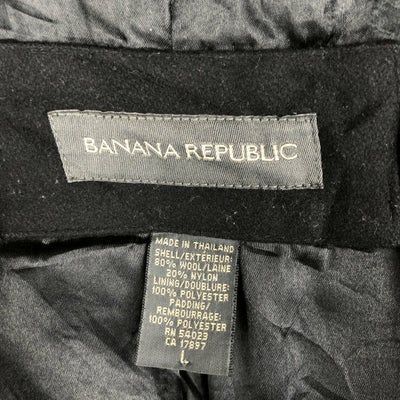 BANANA REPUBLIC
MADE IN THAILAND
SHELL/EXTÉRIEUR:
80% WOOL/LAINE
20% NYLON
LINING/DOUBLURE:
100% POLYESTER
PADDING/
REMBOURRAGE:
100% POLYESTER
RN 54023
CA 17897
L